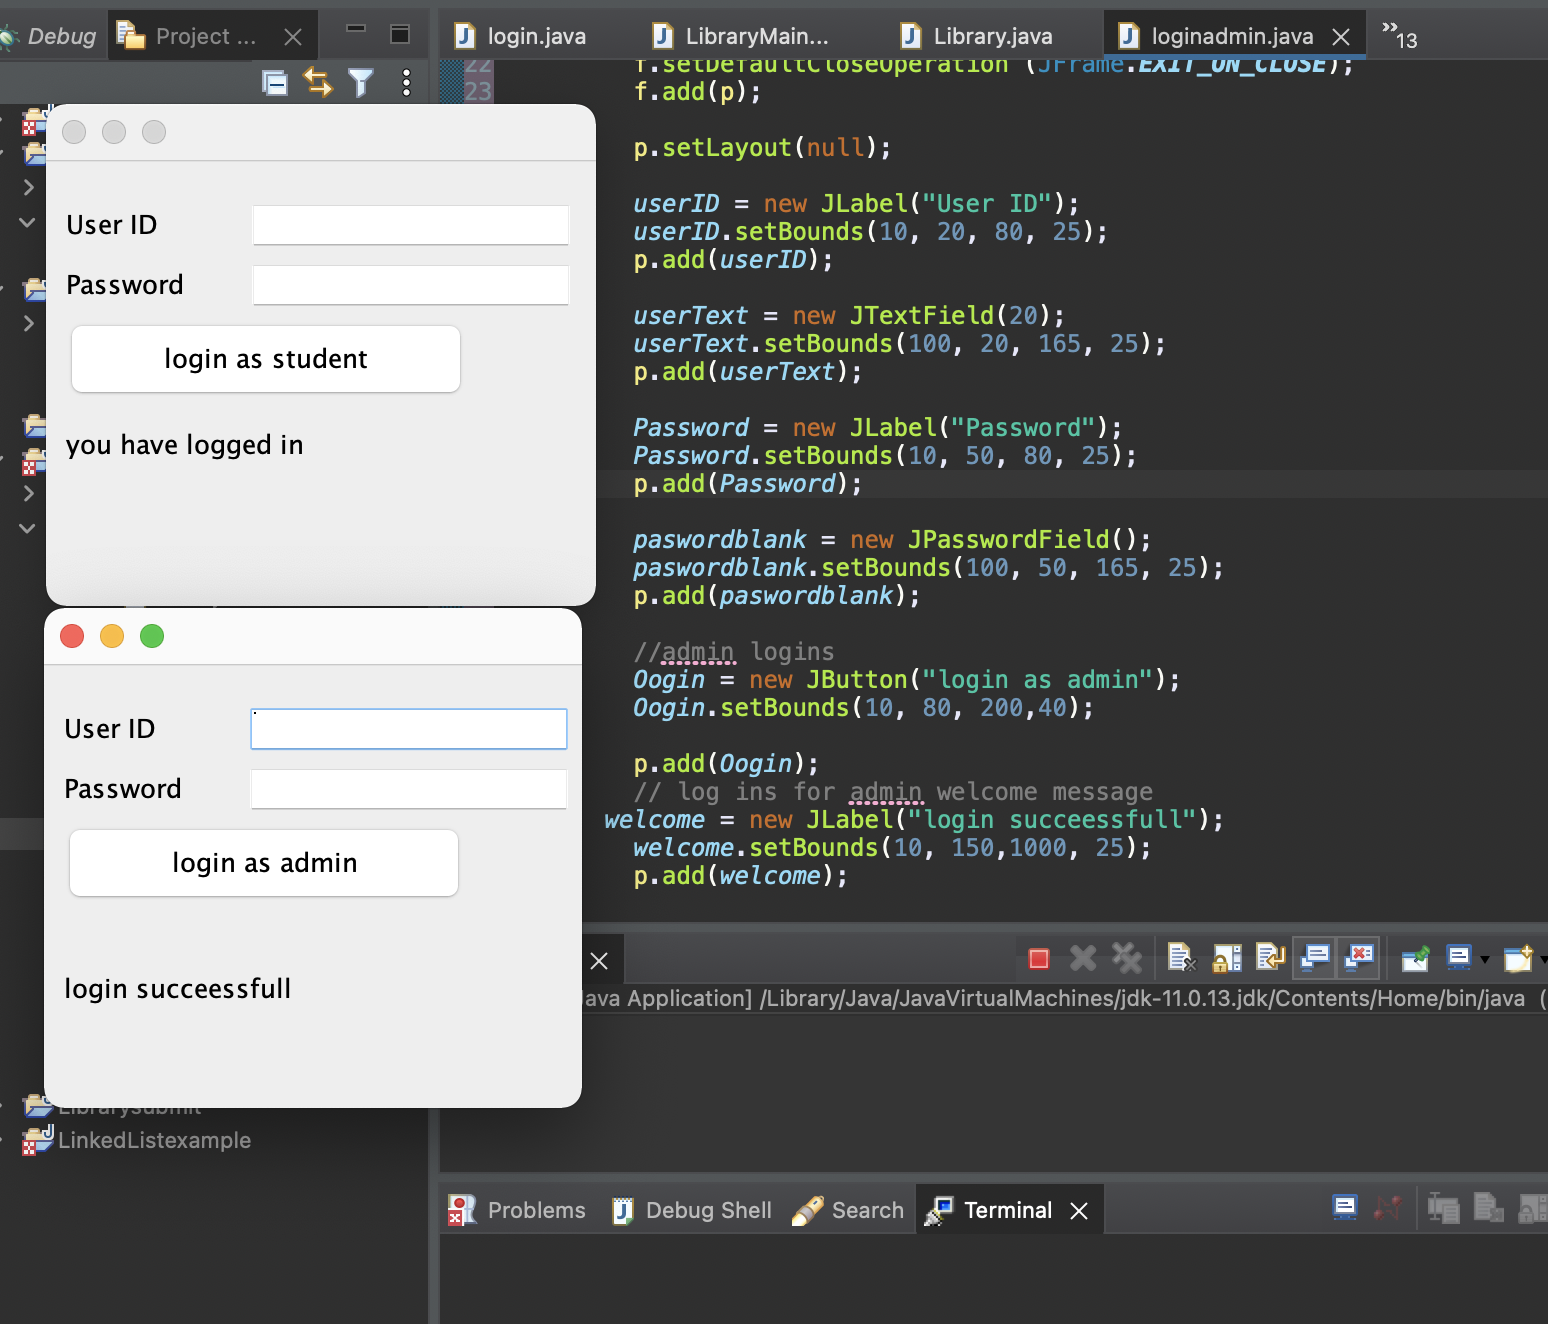 Debug
Project ...
login.java
LibraryMain...
Library.java
loginadmin.java
»13
22
f.setDefaultCloseOperation (JFrame.EXIT_ON_CLOSE);
23
f.add(p);
p.setLayout(null);
userID = new JLabel("User ID");
userID.setBounds(10, 20, 80, 25);
p.add(userID);
userText = new JTextField(20);
userText.setBounds(100, 20, 165, 25);
p.add(userText);
Password = new JLabel("Password");
Password.setBounds(10, 50, 80, 25);
p.add(Password);
paswordblank = new JPasswordField();
paswordblank.setBounds(100, 50, 165, 25);
p.add(paswordblank);
//admin logins
Oogin = new JButton("login as admin");
Oogin.setBounds(10, 80, 200,40);
p.add(Oogin);
// log ins for admin welcome message
welcome = new JLabel("login succeessfull");
welcome.setBounds(10, 150,1000, 25);
p.add(welcome);
User ID
Password
login as student
you have logged in
User ID
Password
login as admin
login succeessfull
Librarysubmit
LinkedListexample
Java Application] /Library/Java/JavaVirtualMachines/jdk-11.0.13.jdk/Contents/Home/bin/java (
Problems
Debug Shell
Search
Terminal